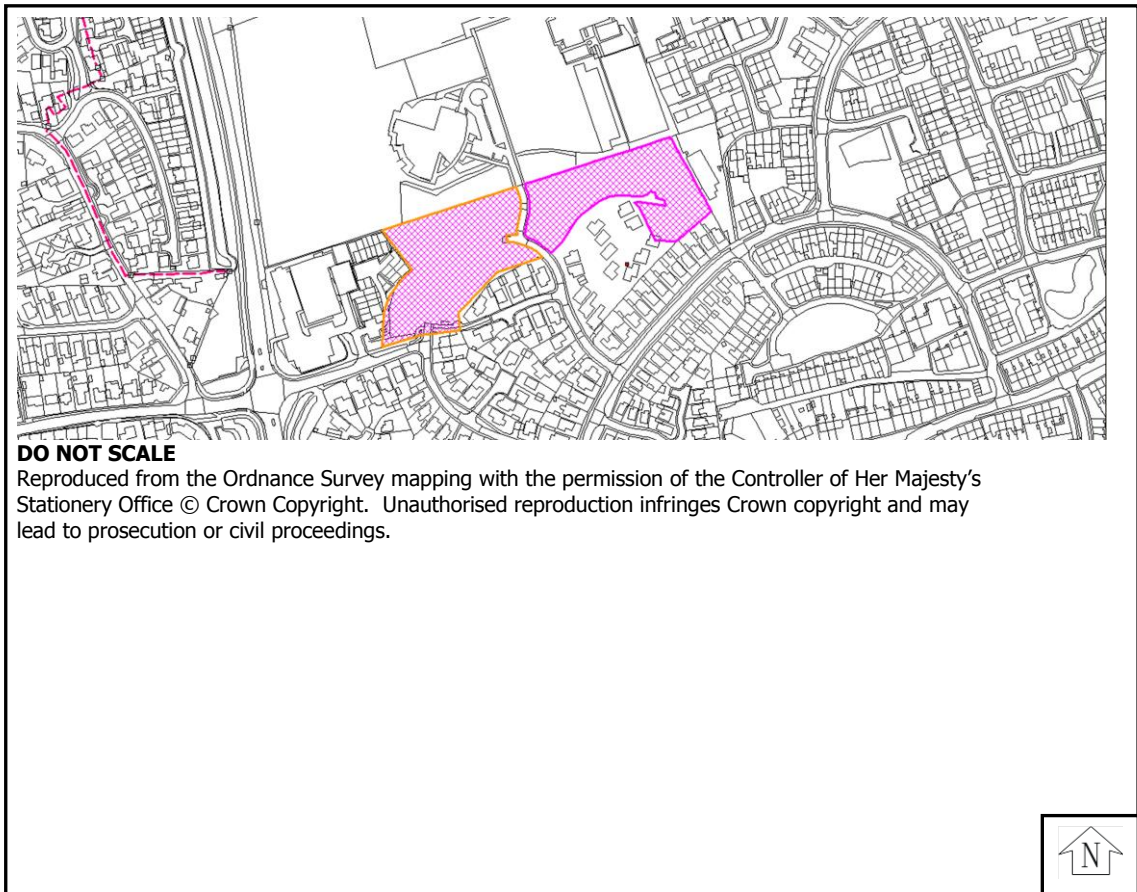 DO NOT SCALE
Reproduced from the Ordnance Survey mapping with the permission of the Controller of Her Majesty's
Stationery Office © Crown Copyright.  Unauthorised reproduction infringes Crown copyright and may
lead to prosecution or civil proceedings.
N